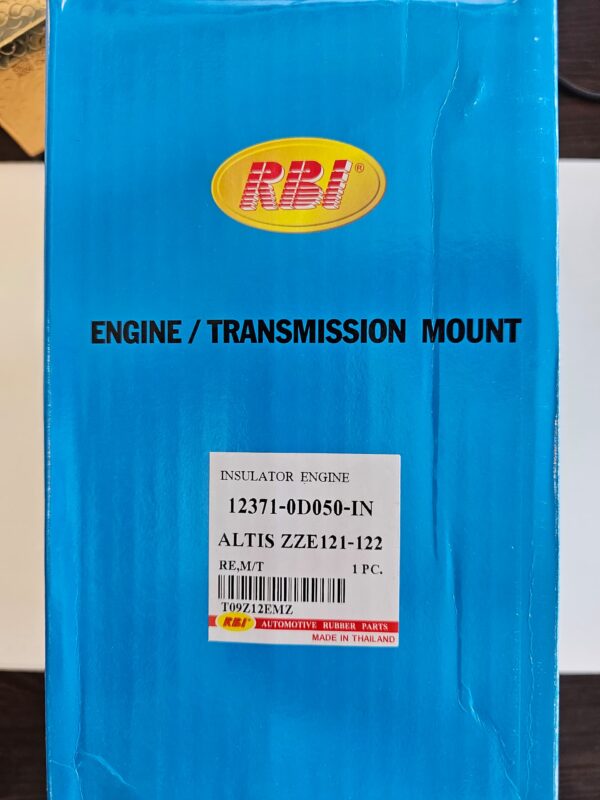 RBI®
ENGINE / TRANSMISSION MOUNT
INSULATOR ENGINE
12371-0D050-IN
ALTIS ZZE121-122
RE,M/T 1 PC.
T09Z12EMZ
RBI AUTOMOTIVE RUBBER PARTS
MADE IN THAILAND